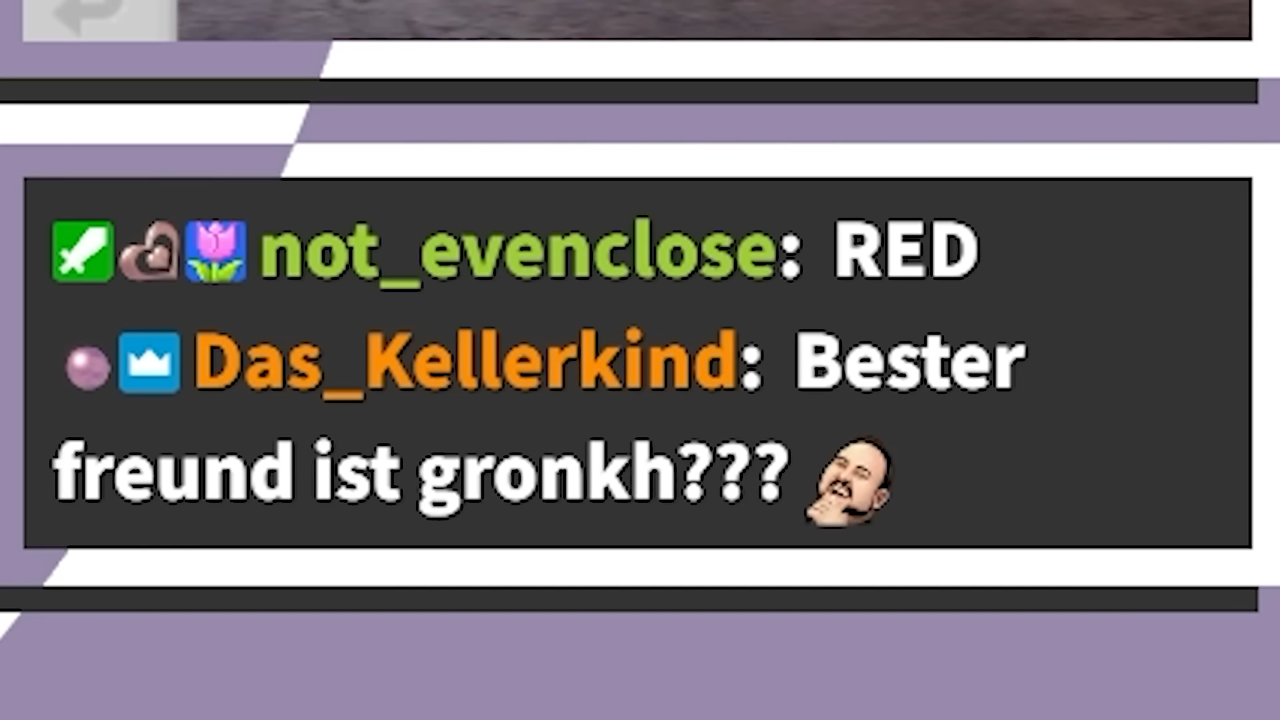 not_evenclose: RED
Das_Kellerkind: Bester
freund ist gronkh???